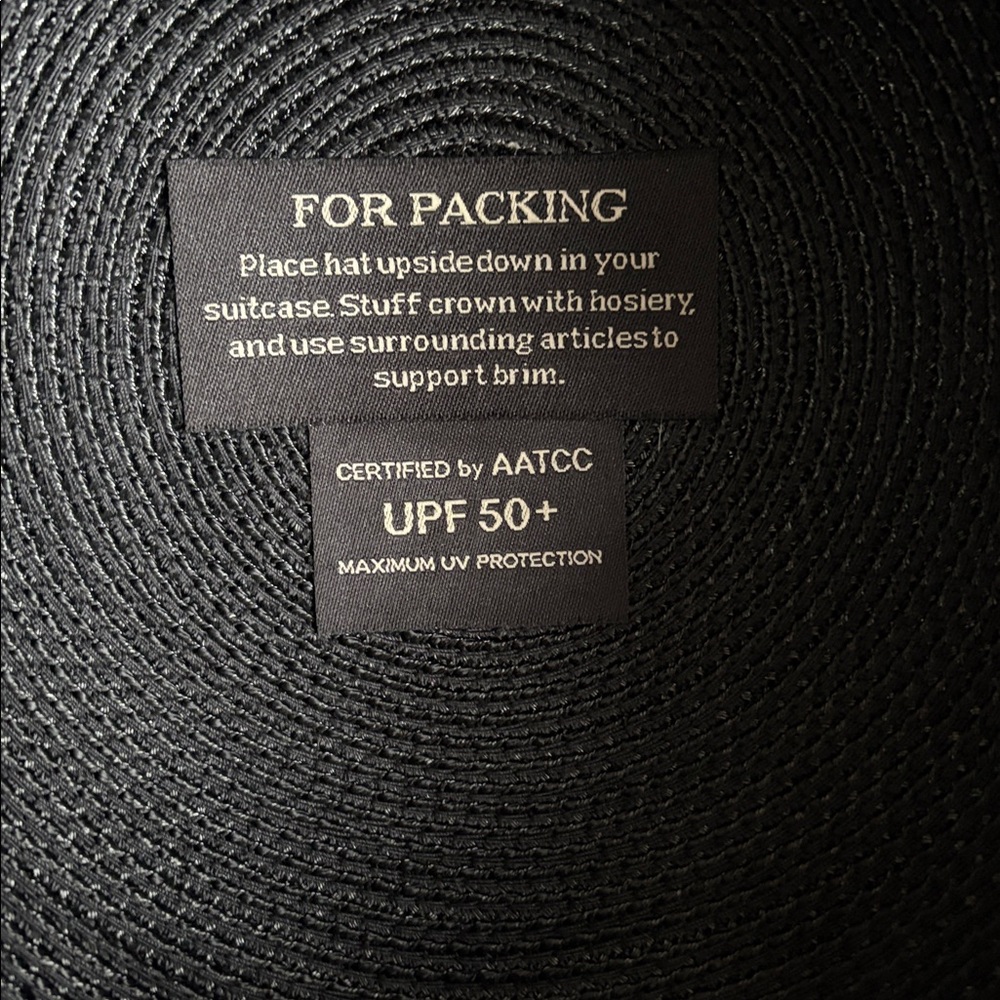 FOR PACKING
Place hat upside down in your
suitcase. Stuff crown with hosiery,
and use surrounding articles to
support brim.
CERTIFIED by AATCC
UPF 50+
MAXIMUM UV PROTECTION